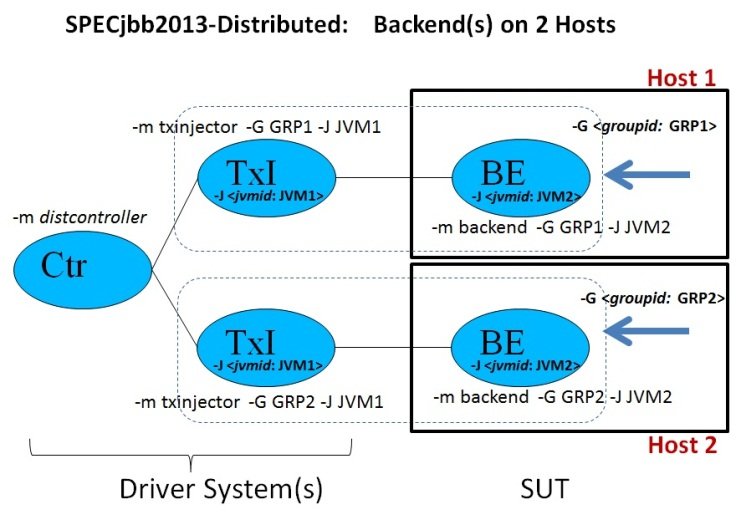 SPECjbb2013-Distributed: Backend(s) on 2 Hosts
Host 1
-m txinjector -G GRP1 -J JVM1
-G <groupid: GRP1>
TxI
-J <jvmid: JVM1>
BE
-J <jvmid: JVM2>
-m distcontroller
-m backend -G GRP1 -J JVM2
Ctr
-G <groupid: GRP2>
TxI
-J <jvmid: JVM1>
BE
-J <jvmid: JVM2>
-m txinjector -G GRP2 -J JVM1
-m backend -G GRP2 -J JVM2
Host 2
Driver System(s)
SUT